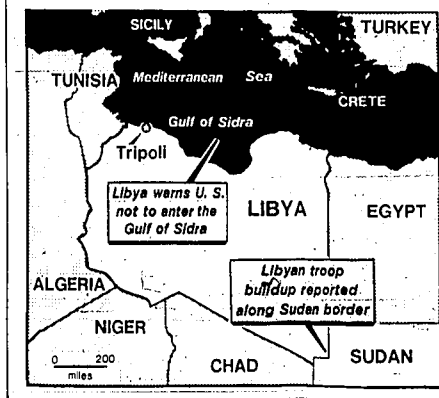 SICILY
TURKEY
TUNISIA
Mediterranean Sea
CRETE
Gulf of Sidra
Tripoli
Libya warns U. S.
not to enter the
Gulf of Sidra
LIBYA
EGYPT
Libyan troop
buildup reported
along Sudan border
ALGERIA
NIGER
CHAD
SUDAN
0 200
miles